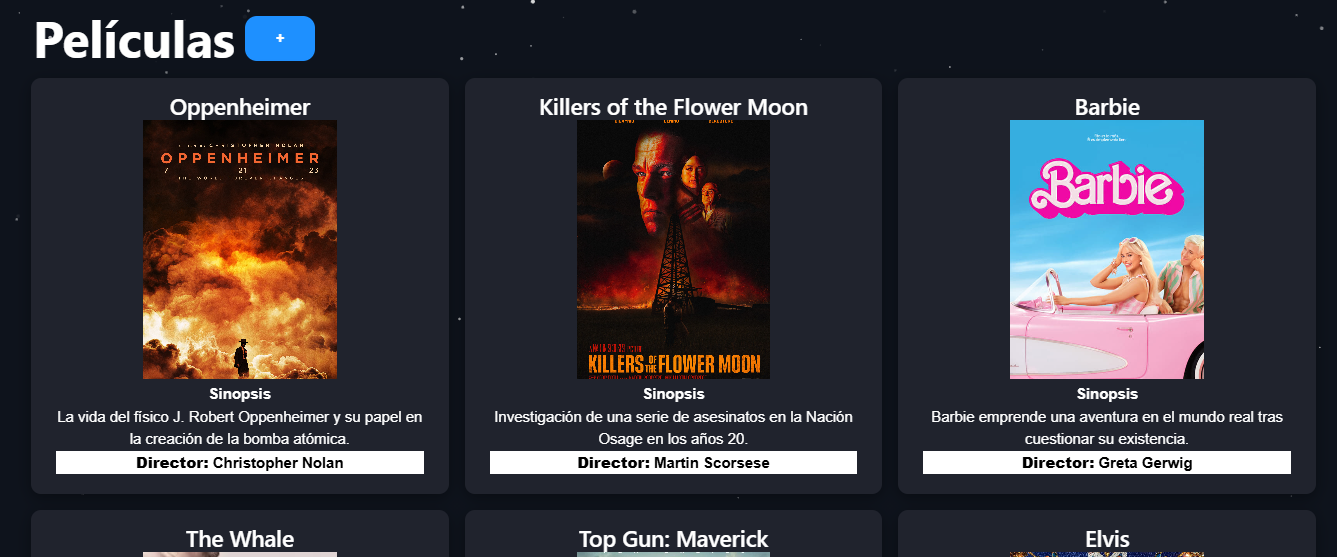 Películas +
Oppenheimer
Killers of the Flower Moon
Barbie
OPPENHEIMER
7 21 23
KILLERS OF THE FLOWER MOON
Barbie
Sinopsis
La vida del físico J. Robert Oppenheimer y su papel en
la creación de la bomba atómica.
Director: Christopher Nolan
Sinopsis
Investigación de una serie de asesinatos en la Nación
Osage en los años 20.
Director: Martin Scorsese
Sinopsis
Barbie emprende una aventura en el mundo real tras
cuestionar su existencia.
Director: Greta Gerwig
The Whale
Top Gun: Maverick
Elvis